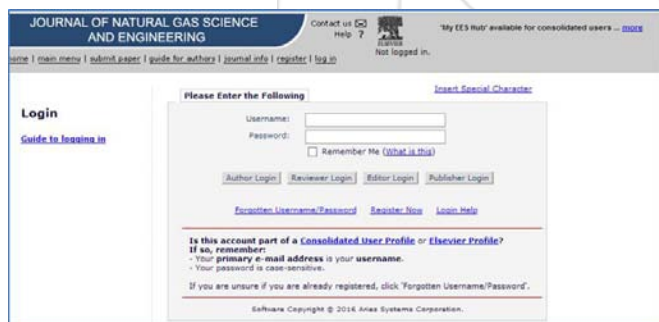 JOURNAL OF NATURAL GAS SCIENCE
AND ENGINEERING
Contact us
Help ?
ELSEVIER
Not logged in.
'My EES Hub' available for consolidated users ... more
home | main menu | submit paper | guide for authors | journal info | register | log in
Login
Guide to logging in
Please Enter the Following
Insert Special Character
Username:
Password:
Remember Me (What is this)
Author Login Reviewer Login Editor Login Publisher Login
Forgotten Username/Password Register Now Login Help
Is this account part of a Consolidated User Profile or Elsevier Profile?
If so, remember:
- Your primary e-mail address is your username.
- Your password is case-sensitive.
If you are unsure if you are already registered, click 'Forgotten Username/Password'.
Software Copyright © 2016 Aries Systems Corporation.